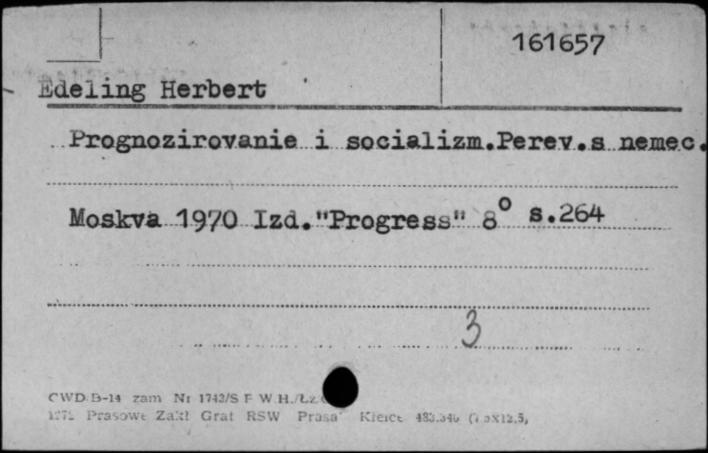 161657
Edeling Herbert
Prognozirovanie i socializm.Perev.s nemec.
Moskva 1970 Izd."Progress" 8° s.264
3
CWD B-14 zam Nr 1742/S F W.H./Łz
Prasowe Zakł Graf RSW Prasa Kielce